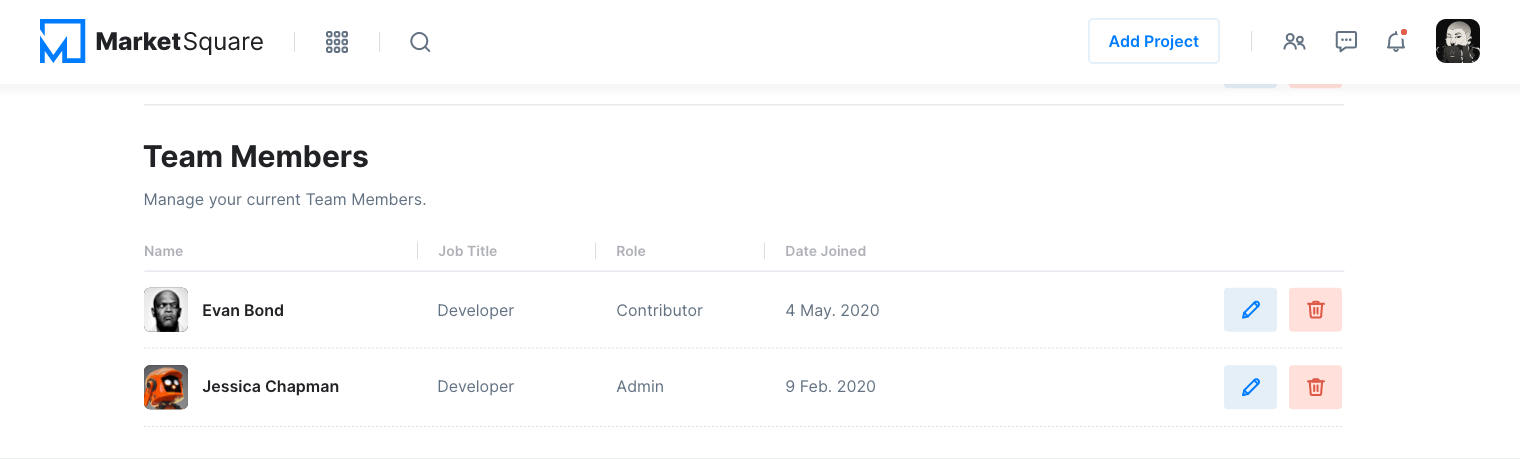 MarketSquare
Add Project
Team Members
Manage your current Team Members.
Name Job Title Role Date Joined
Evan Bond Developer Contributor 4 May. 2020
Jessica Chapman Developer Admin 9 Feb. 2020